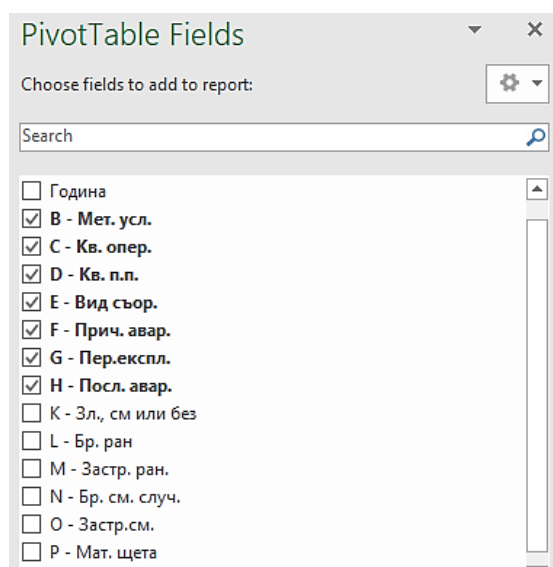 PivotTable Fields
Choose fields to add to report:
Search
Година
B - Мет. усл.
C - Кв. опер.
D - Кв. п.п.
E - Вид съор.
F - Прич. авар.
G - Пер.експл.
H - Посл. авар.
K - Зл., см или без
L - Бр. ран
M - Застр. ран.
N - Бр. см. случ.
O - Застр.см.
P - Мат. щета